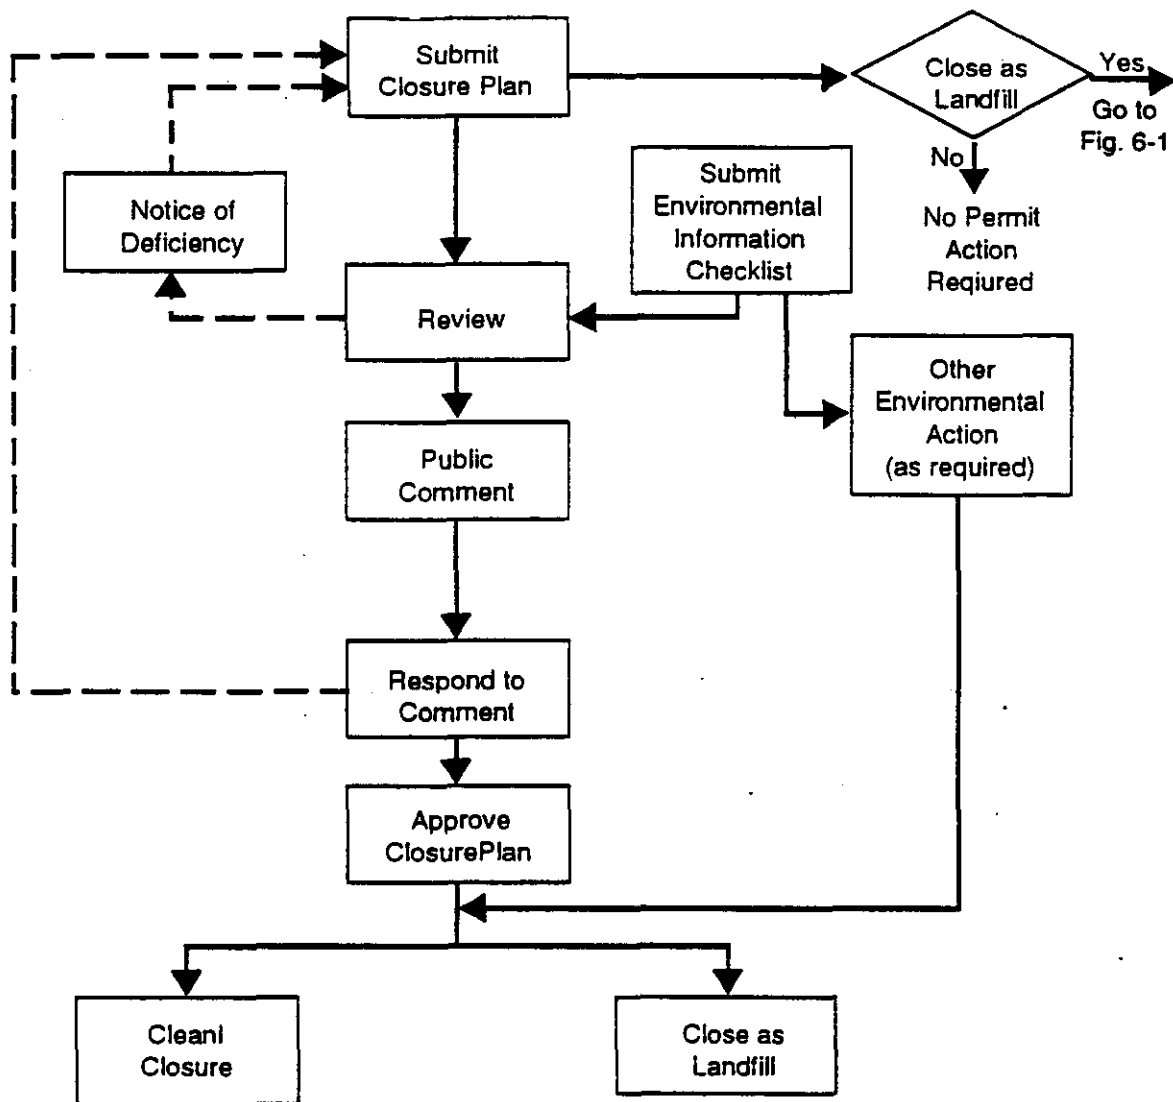 Submit
Closure Plan
Close as
Landfill
Yes
Go to
Fig. 6-1
No
No Permit
Action
Reqiured
Submit
Environmental
Information
Checklist
Notice of
Deficiency
Review
Other
Environmental
Action
(as required)
Public
Comment
Respond to
Comment
Approve
ClosurePlan
Cleanl
Closure
Close as
Landfill